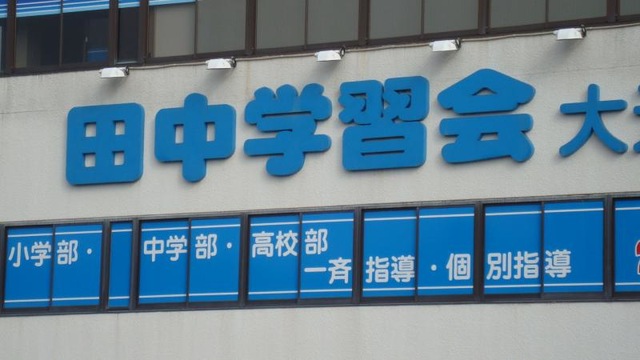 田中学習会 大
小学部・中学部・高校部
一斉指導・個別指導